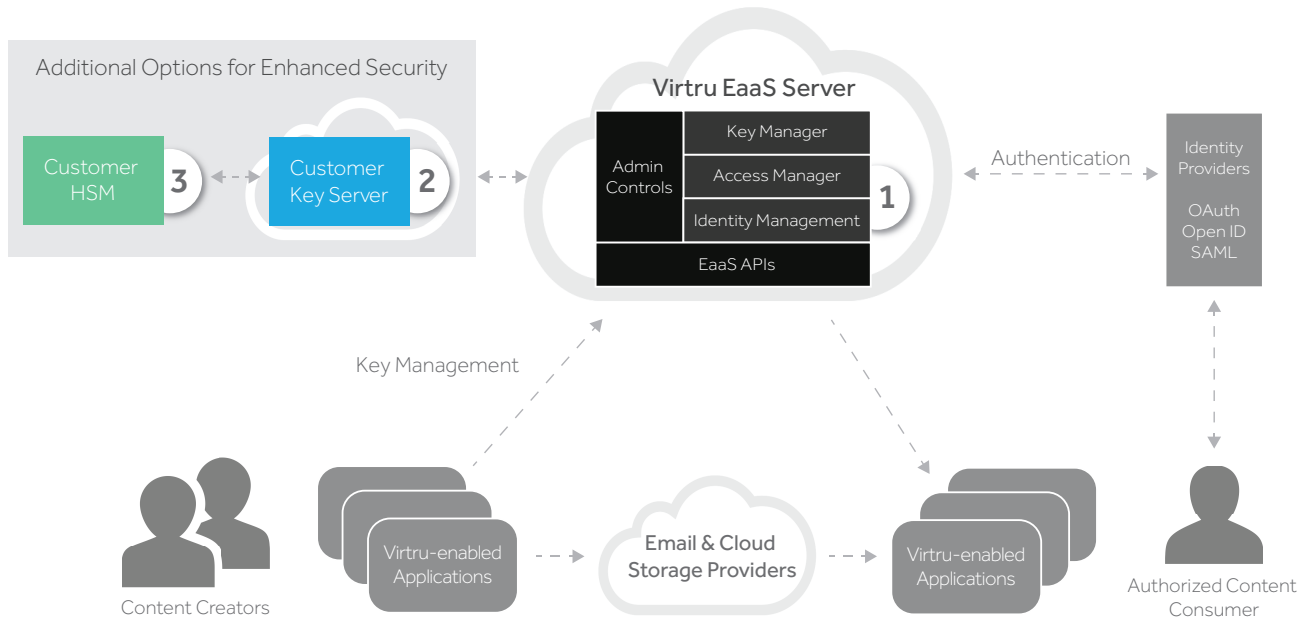 Additional Options for Enhanced Security
Customer
HSM
3
Customer
Key Server
2
Virtru EaaS Server
Admin
Controls
Key Manager
Access Manager
Identity Management
EaaS APIs
1
Authentication
Identity
Providers
OAuth
Open ID
SAML
Key Management
Content Creators
Virtru-enabled
Applications
Email & Cloud
Storage Providers
Virtru-enabled
Applications
Authorized Content
Consumer